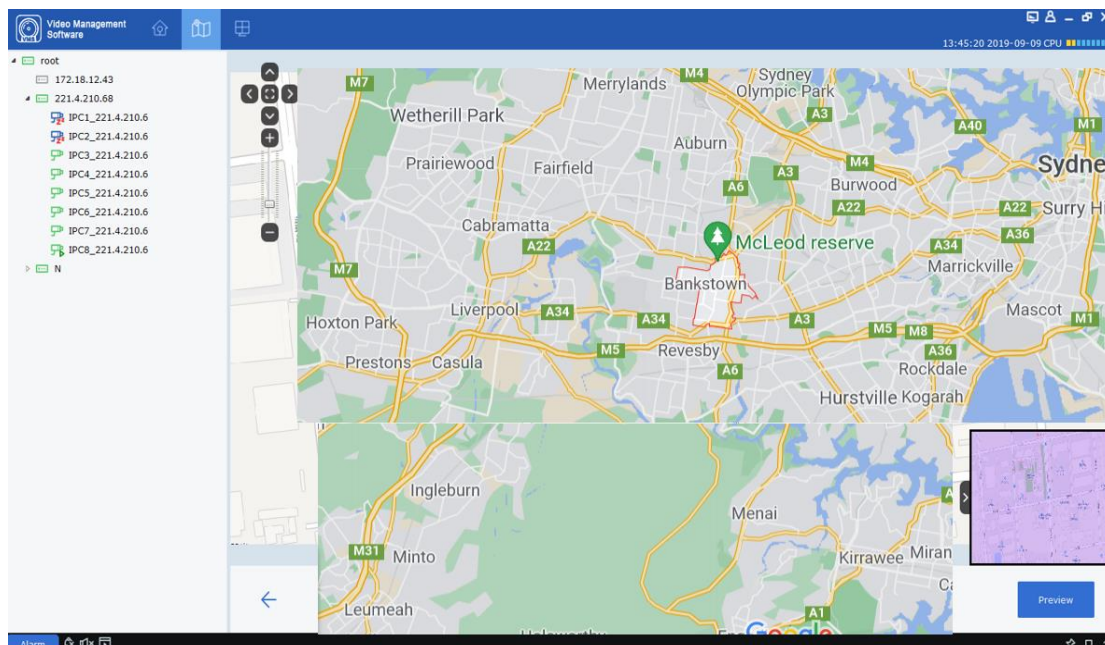 Video Management
Software
13:45:20 2019-09-09 CPU
root
172.18.12.43
221.4.210.68
IPC1_221.4.210.6
IPC2_221.4.210.6
IPC3_221.4.210.6
IPC4_221.4.210.6
IPC5_221.4.210.6
IPC6_221.4.210.6
IPC7_221.4.210.6
IPC8_221.4.210.6
N
M7
Merrylands
M4
Sydney
Olympic Park
Wetherill Park
A3
A40
M1
Auburn
Prairiewood
Fairfield
A3
M4
Sydne
A6
Burwood
A22
A22
Surry Hi
Cabramatta
A22
McLeod reserve
A34
A36
M7
Bankstown
Marrickville
Liverpool
A34
A34
A3
Mascot
M1
Hoxton Park
M5
M8
M5
Revesby
A36
Prestons
Casula
A6
Rockdale
Hurstville
Kogarah
Ingleburn
Menai
A
M31
Minto
Kirrawee
Miran
Leumeah
A1
Holsworthy
Google
Preview
Alarm